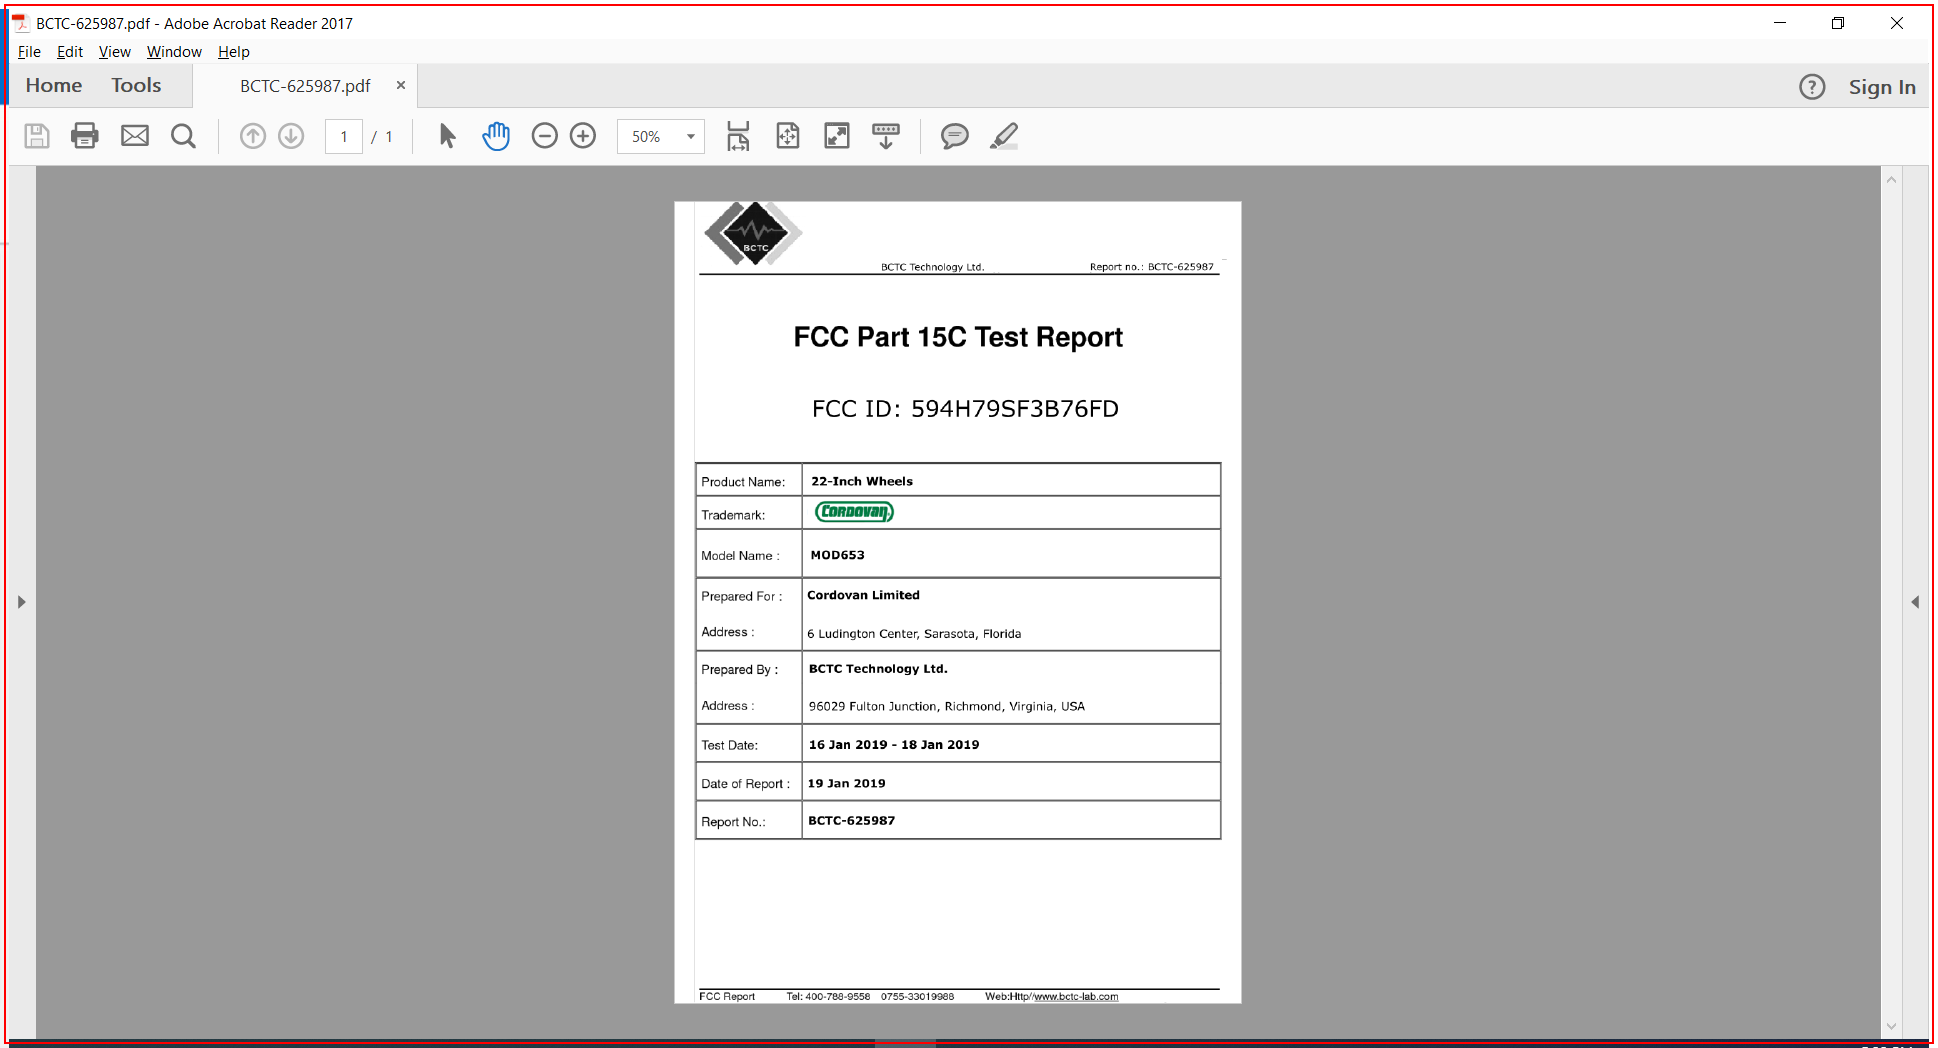 BCTC-625987.pdf - Adobe Acrobat Reader 2017
File Edit View Window Help
Home Tools BCTC-625987.pdf × ? Sign In
1 / 1 50%
BCTC
BCTC Technology Ltd. Report no.: BCTC-625987
FCC Part 15C Test Report
FCC ID: 594H79SF3B76FD
Product Name: 22-Inch Wheels
Trademark: CORDOVAN
Model Name : MOD653
Prepared For : Cordovan Limited
Address : 6 Ludington Center, Sarasota, Florida
Prepared By : BCTC Technology Ltd.
Address : 96029 Fulton Junction, Richmond, Virginia, USA
Test Date: 16 Jan 2019 - 18 Jan 2019
Date of Report : 19 Jan 2019
Report No.: BCTC-625987
FCC Report Tel: 400-788-9558 0755-33019988 Web:Http//www.bctc-lab.com